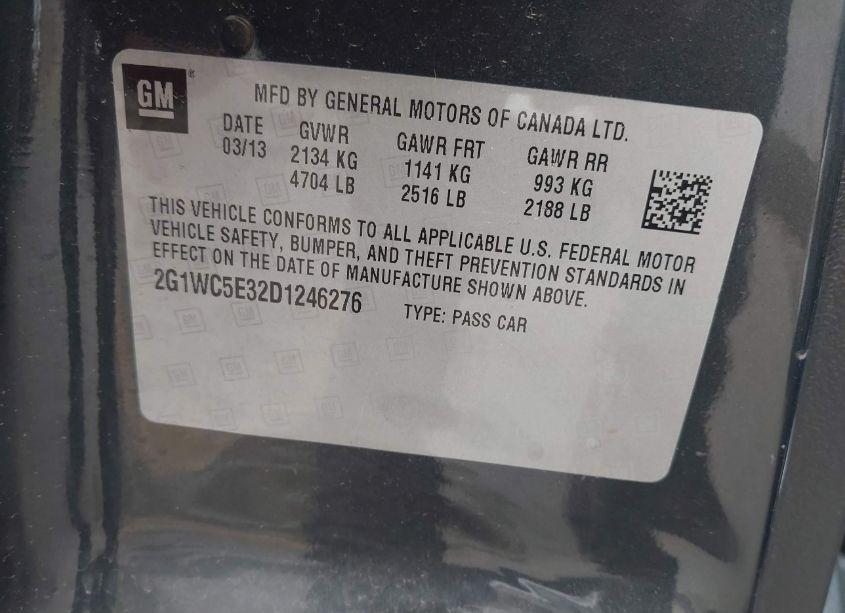 GM
MFD BY GENERAL MOTORS OF CANADA LTD.
DATE GVWR GAWR FRT GAWR RR
03/13 2134 KG 1141 KG 993 KG
4704 LB 2516 LB 2188 LB
THIS VEHICLE CONFORMS TO ALL APPLICABLE U.S. FEDERAL MOTOR
VEHICLE SAFETY, BUMPER, AND THEFT PREVENTION STANDARDS IN
EFFECT ON THE DATE OF MANUFACTURE SHOWN ABOVE.
2G1WC5E32D1246276 TYPE: PASS CAR